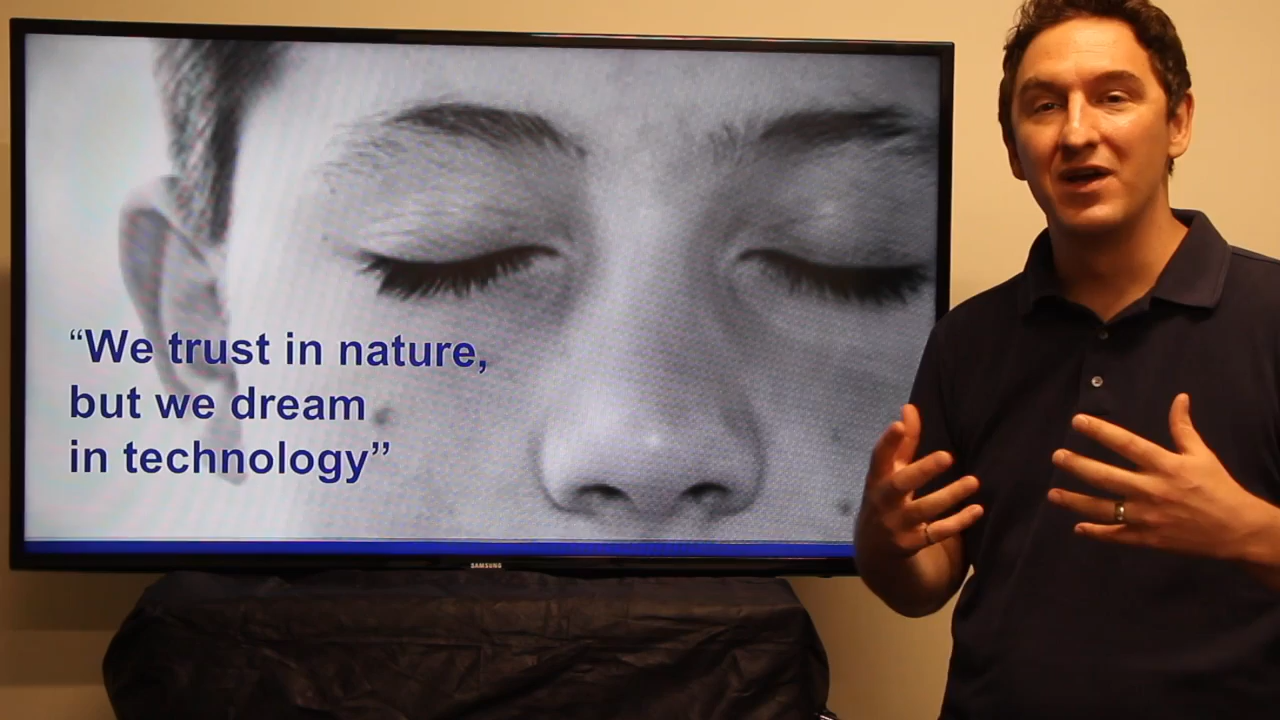 “We trust in nature,
but we dream
in technology”
SAMSUNG